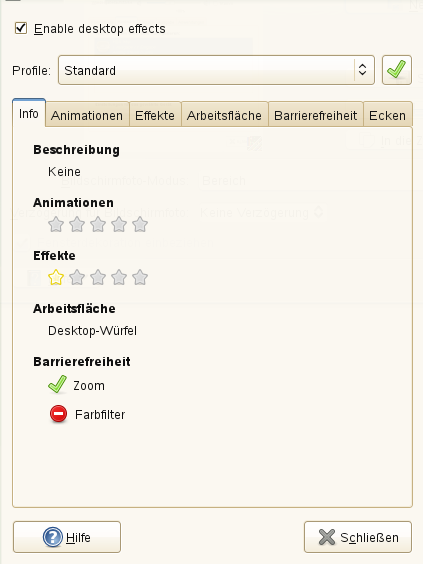 Enable desktop effects
Profile: Standard
Info Animationen Effekte Arbeitsfläche Barrierefreiheit Ecken
Beschreibung
Keine
Animationen
Effekte
Arbeitsfläche
Desktop-Würfel
Barrierefreiheit
Zoom
Farbfilter
Hilfe Schließen